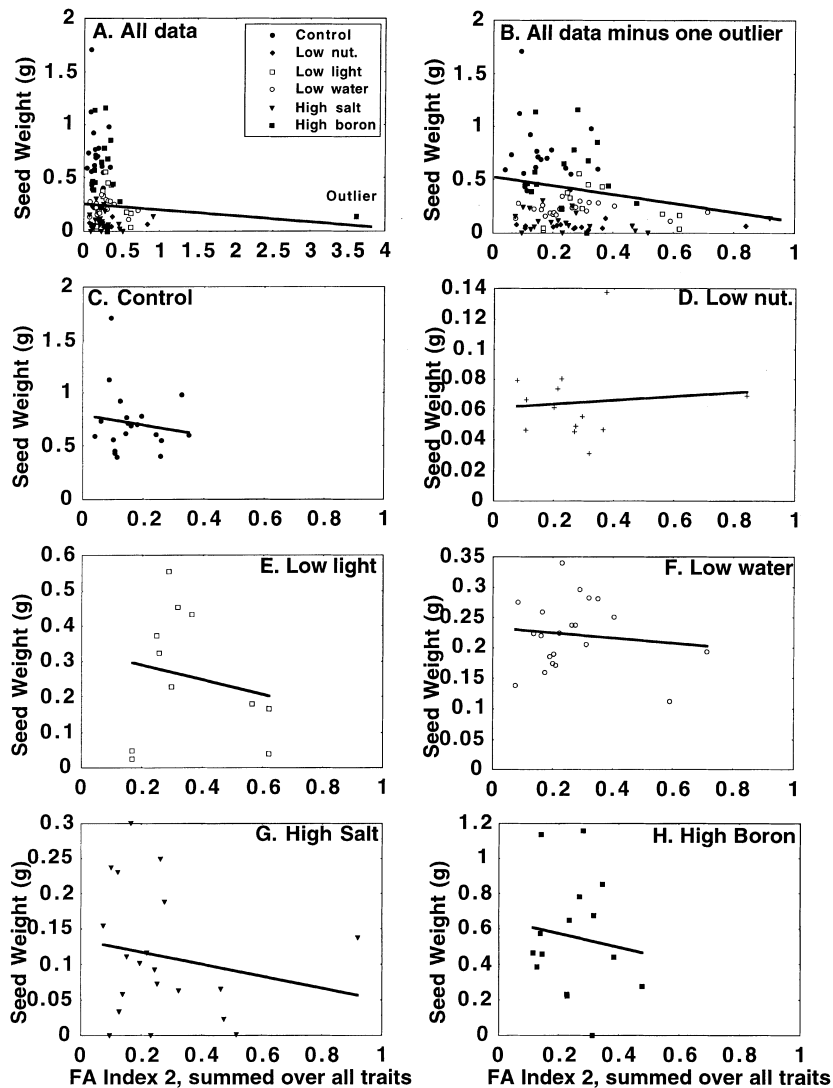 A. All data
Control
Low nut.
Low light
Low water
High salt
High boron
Outlier
Seed Weight (g)
2
1.5
1
0.5
0
0 0.5 1 1.5 2 2.5 3 3.5 4
B. All data minus one outlier
Seed Weight (g)
2
1.5
1
0.5
0
0 0.2 0.4 0.6 0.8 1
C. Control
Seed Weight (g)
2
1.5
1
0.5
0
0 0.2 0.4 0.6 0.8 1
D. Low nut.
Seed Weight (g)
0.14
0.12
0.1
0.08
0.06
0.04
0.02
0
0 0.2 0.4 0.6 0.8 1
E. Low light
Seed Weight (g)
0.6
0.5
0.4
0.3
0.2
0.1
0
0 0.2 0.4 0.6 0.8 1
F. Low water
Seed Weight (g)
0.35
0.3
0.25
0.2
0.15
0.1
0.05
0
0 0.2 0.4 0.6 0.8 1
G. High Salt
Seed Weight (g)
0.3
0.25
0.2
0.15
0.1
0.05
0
0 0.2 0.4 0.6 0.8 1
FA Index 2, summed over all traits
H. High Boron
Seed Weight (g)
1.2
1
0.8
0.6
0.4
0.2
0
0 0.2 0.4 0.6 0.8 1
FA Index 2, summed over all traits